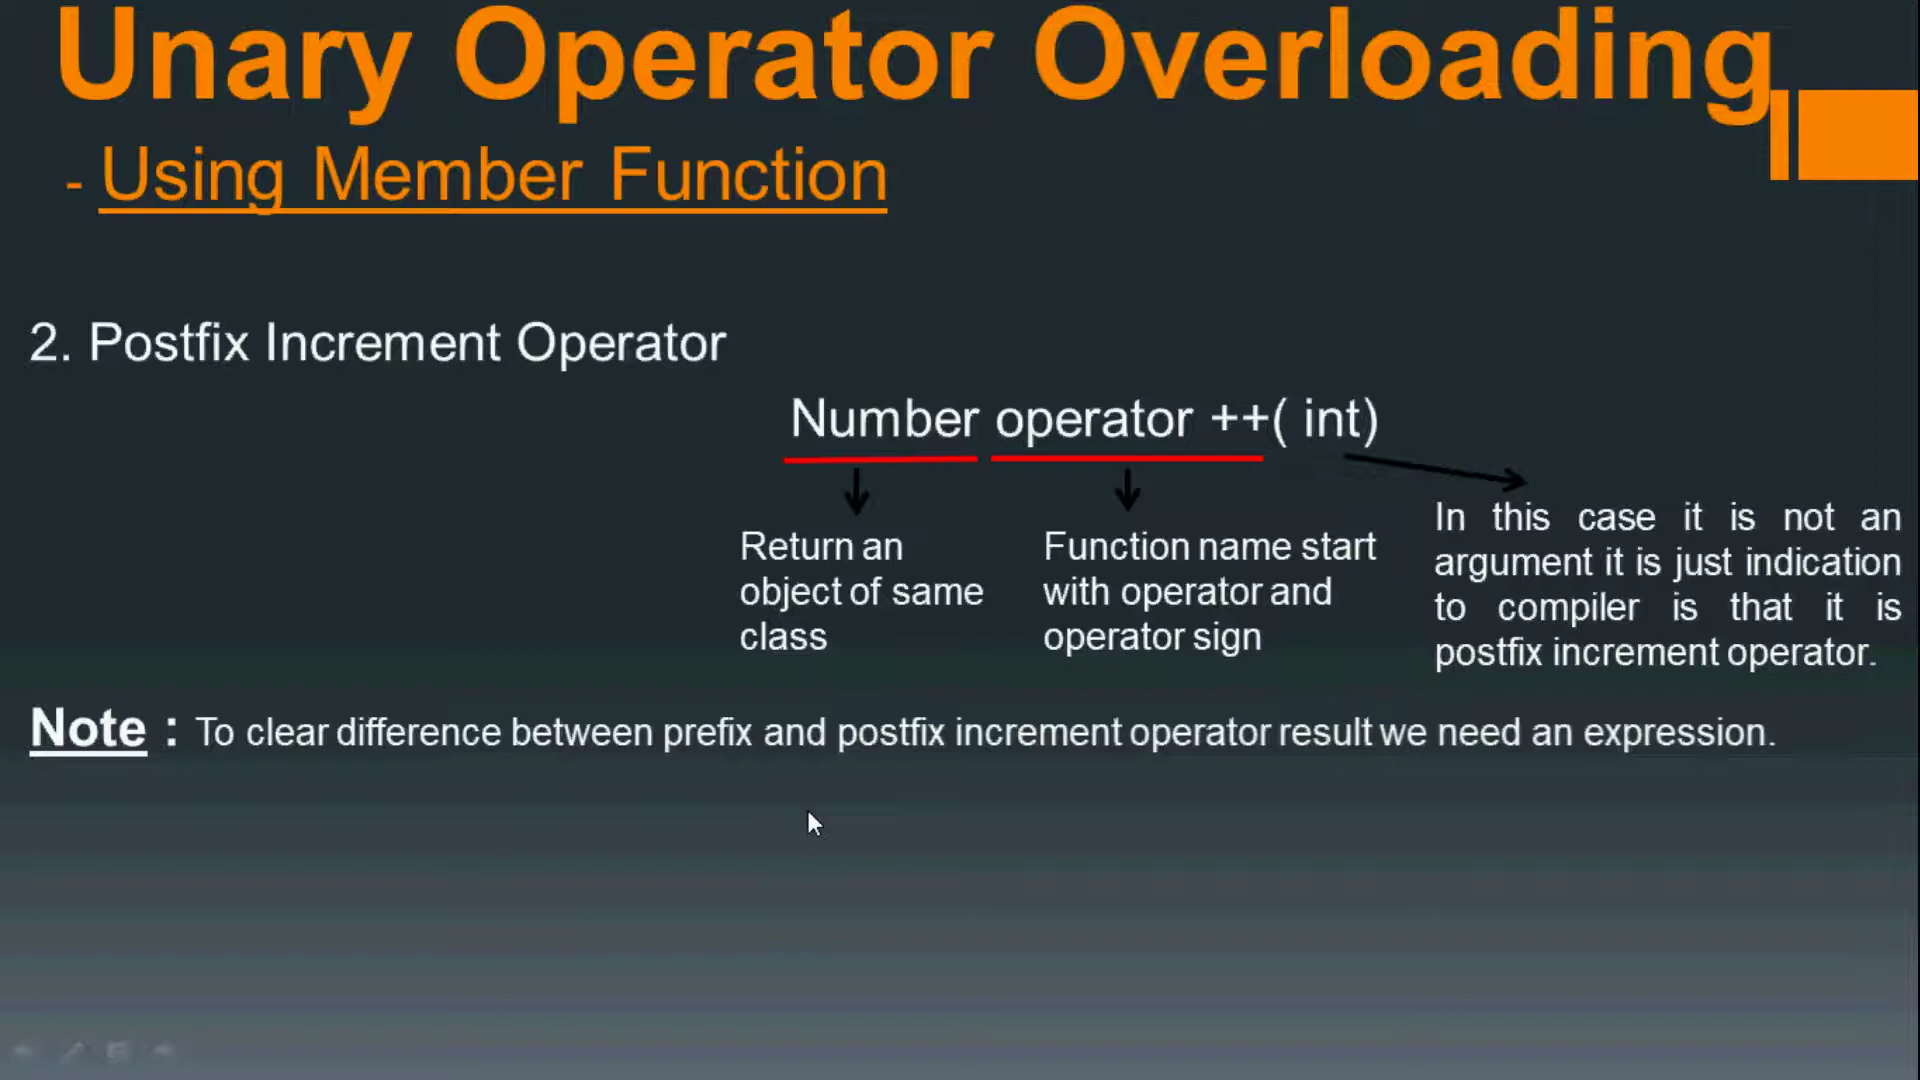 Unary Operator Overloading
- Using Member Function
2. Postfix Increment Operator
Number operator ++( int)
Return an
object of same
class
Function name start
with operator and
operator sign
In this case it is not an
argument it is just indication
to compiler is that it is
postfix increment operator.
Note : To clear difference between prefix and postfix increment operator result we need an expression.